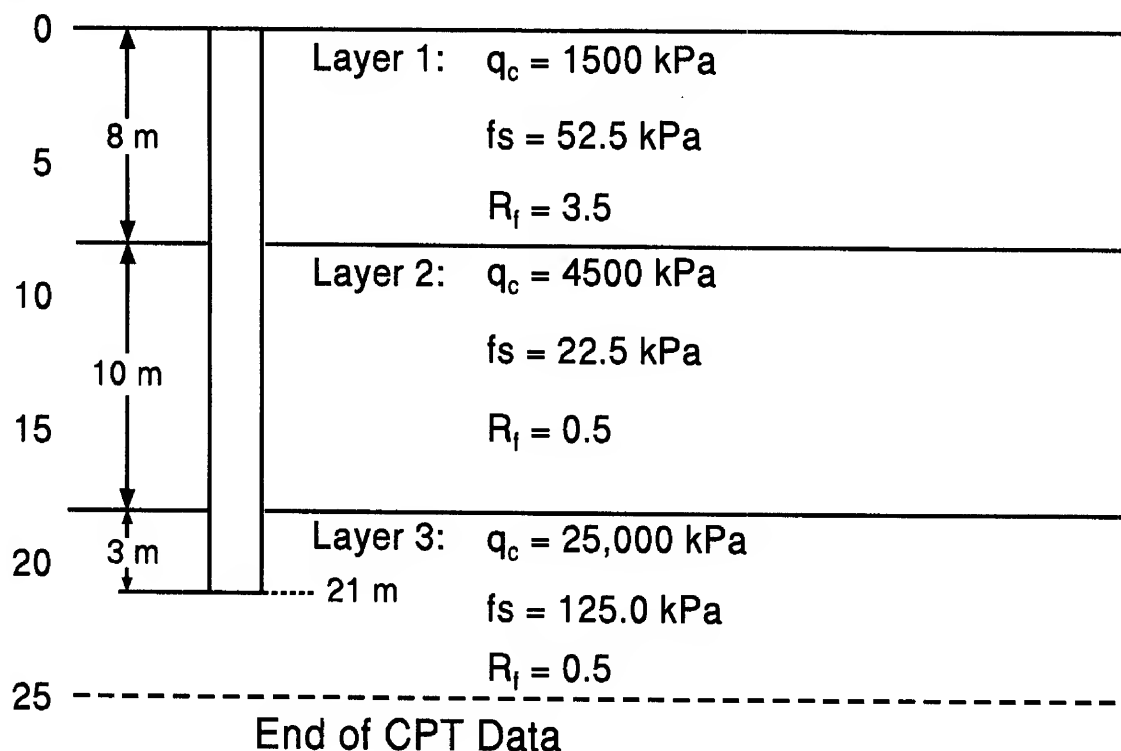 0
Layer 1: q_c = 1500 kPa
8 m
fs = 52.5 kPa
5
R_f = 3.5
Layer 2: q_c = 4500 kPa
10
fs = 22.5 kPa
10 m
15
R_f = 0.5
Layer 3: q_c = 25,000 kPa
3 m
20
21 m
fs = 125.0 kPa
R_f = 0.5
25
End of CPT Data